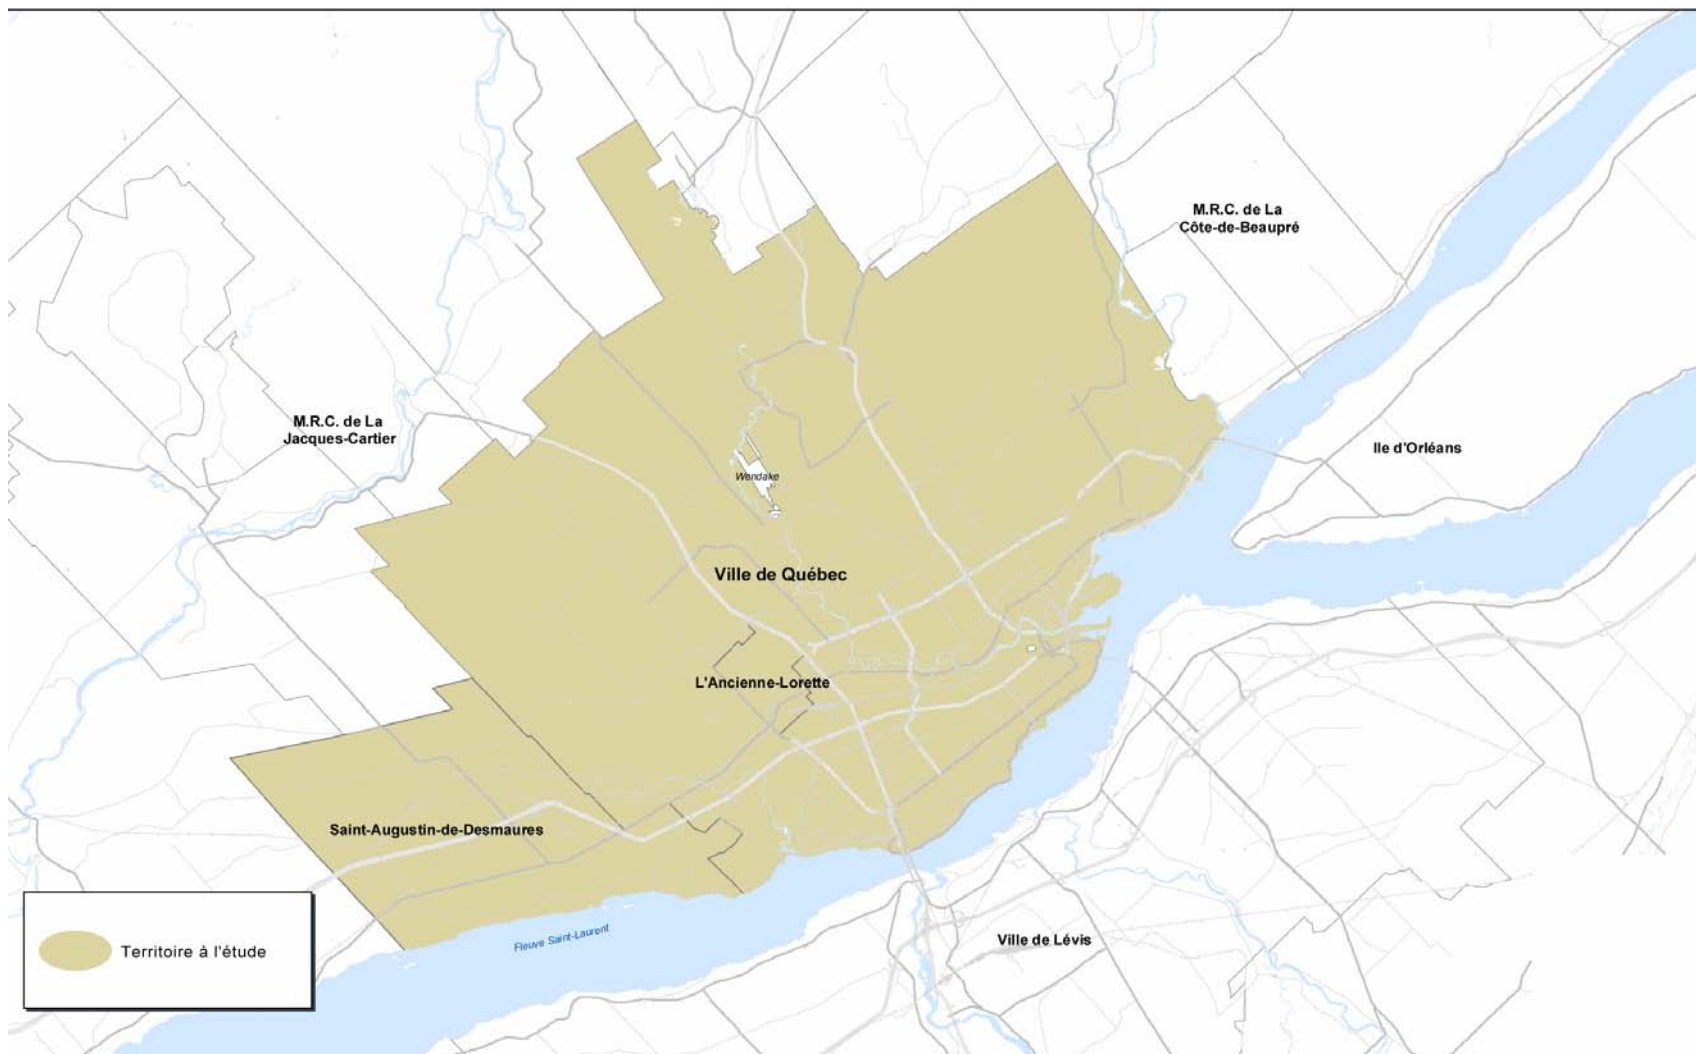 M.R.C. de La
Côte-de-Beaupré
M.R.C. de La
Jacques-Cartier
Ile d'Orléans
Wendake
Ville de Québec
L'Ancienne-Lorette
Saint-Augustin-de-Desmaures
Fleuve Saint-Laurent
Ville de Lévis
Territoire à l'étude